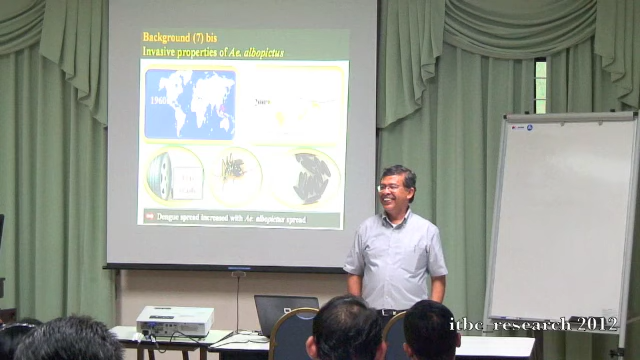 Background (7) bis
Invasive properties of Ae. albopictus
1960
Dengue spread increased with Ae. albopictus spread
itbc_research 2012